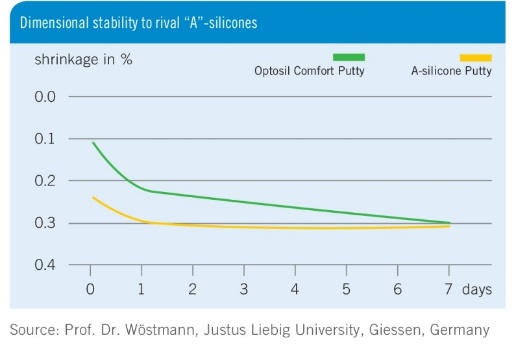 Dimensional stability to rival “A”-silicones
shrinkage in %
Optosil Comfort Putty
A-silicone Putty
0.0
0.1
0.2
0.3
0.4
0 1 2 3 4 5 6 7 days
Source: Prof. Dr. Wöstmann, Justus Liebig University, Giessen, Germany